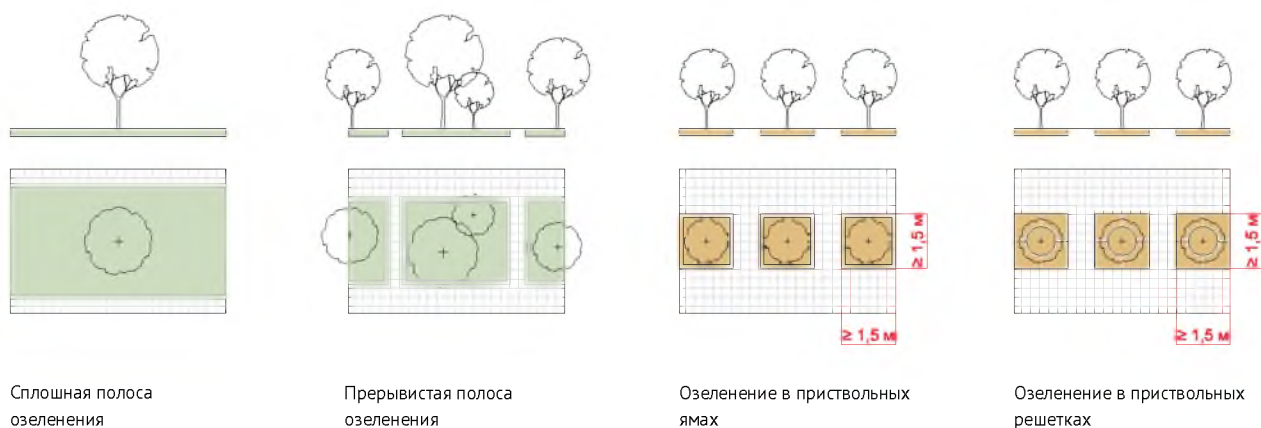 ≥ 1,5 м
≥ 1,5 м
≥ 1,5 м
≥ 1,5 м
Сплошная полоса
озеленения
Прерывистая полоса
озеленения
Озеленение в приствольных
ямах
Озеленение в приствольных
решетках